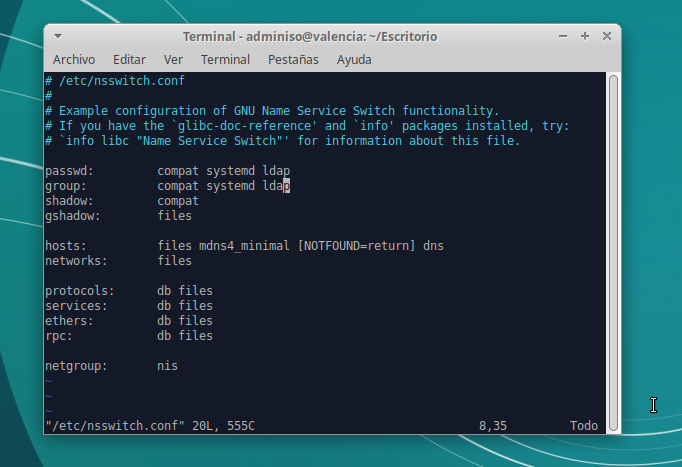 Terminal - adminiso@valencia: ~/Escritorio
Archivo Editar Ver Terminal Pestañas Ayuda
# /etc/nsswitch.conf
#
# Example configuration of GNU Name Service Switch functionality.
# If you have the `glibc-doc-reference' and `info' packages installed, try:
# `info libc "Name Service Switch"' for information about this file.
passwd: compat systemd ldap
group: compat systemd ldap
shadow: compat
gshadow: files
hosts: files mdns4_minimal [NOTFOUND=return] dns
networks: files
protocols: db files
services: db files
ethers: db files
rpc: db files
netgroup: nis
~
~
~
"/etc/nsswitch.conf" 20L, 555C 8,35 Todo